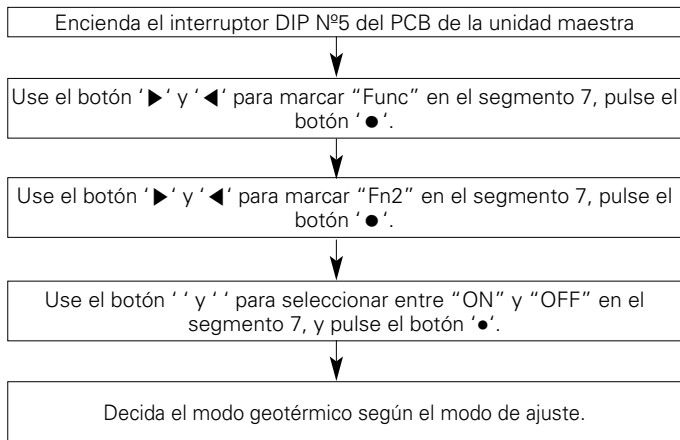 Encienda el interruptor DIP Nº5 del PCB de la unidad maestra
Use el botón ‘▶‘ y ‘◀‘ para marcar “Func” en el segmento 7, pulse el
botón ‘●‘.
Use el botón ‘▶‘ y ‘◀‘ para marcar “Fn2” en el segmento 7, pulse el
botón ‘●‘.
Use el botón ‘ ‘ y ‘ ‘ para seleccionar entre “ON” y “OFF” en el
segmento 7, y pulse el botón ‘●‘.
Decida el modo geotérmico según el modo de ajuste.